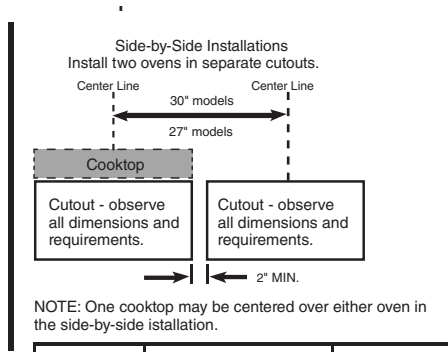 Side-by-Side Installations
Install two ovens in separate cutouts.
Center Line
Center Line
30" models
27" models
Cooktop
Cutout - observe
all dimensions and
requirements.
Cutout - observe
all dimensions and
requirements.
2" MIN.
NOTE: One cooktop may be centered over either oven in
the side-by-side istallation.